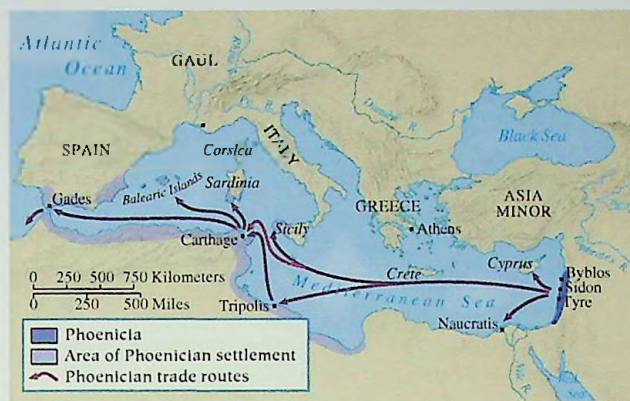 Atlantic
Ocean
GAUL
SPAIN
Corsica
ITALY
Sardinia
Balearic Islands
Gades
Carthage
Sicily
GREECE
Athens
Black Sea
ASIA
MINOR
Danube R.
Crete
Cyprus
Byblos
Sidon
Tyre
Tripolis
Mediterranean Sea
Naucratis
0 250 500 750 Kilometers
0 250 500 Miles
Phoenicia
Area of Phoenician settlement
Phoenician trade routes